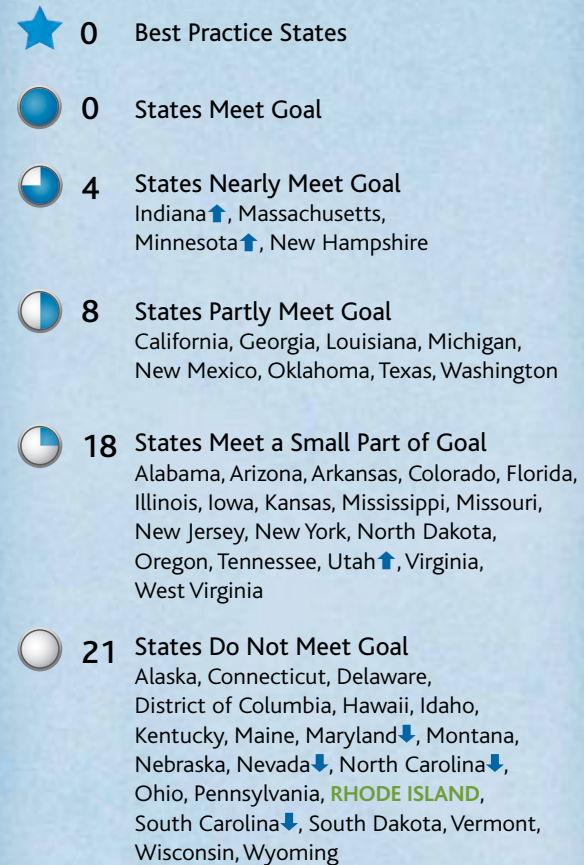 0 Best Practice States
0 States Meet Goal
4 States Nearly Meet Goal
Indiana⬆, Massachusetts,
Minnesota⬆, New Hampshire
8 States Partly Meet Goal
California, Georgia, Louisiana, Michigan,
New Mexico, Oklahoma, Texas, Washington
18 States Meet a Small Part of Goal
Alabama, Arizona, Arkansas, Colorado, Florida,
Illinois, Iowa, Kansas, Mississippi, Missouri,
New Jersey, New York, North Dakota,
Oregon, Tennessee, Utah⬆, Virginia,
West Virginia
21 States Do Not Meet Goal
Alaska, Connecticut, Delaware,
District of Columbia, Hawaii, Idaho,
Kentucky, Maine, Maryland⬇, Montana,
Nebraska, Nevada⬇, North Carolina⬇,
Ohio, Pennsylvania, RHODE ISLAND,
South Carolina⬇, South Dakota, Vermont,
Wisconsin, Wyoming